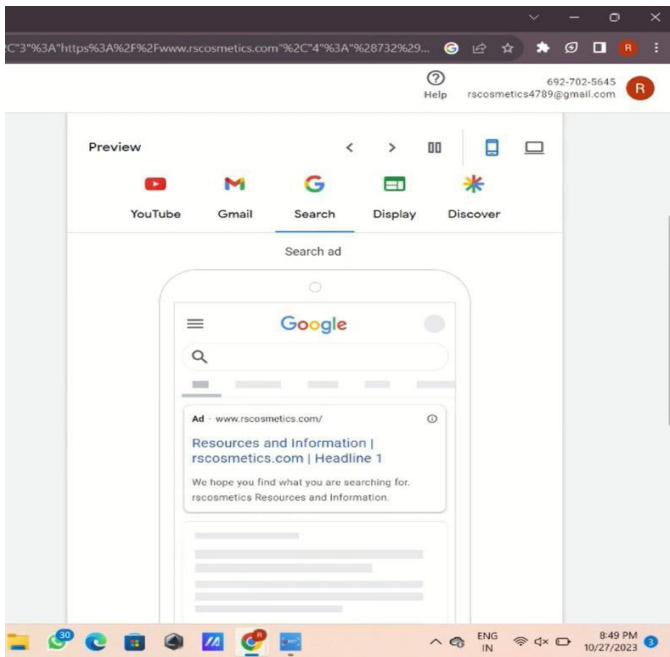 C"3"%3A"https%3A%2F%2Fwww.rscosmetics.com"%2C"4"%3A"%28732%29...
R
Help
692-702-5645
rscosmetics4789@gmail.com
R
Preview
YouTube
Gmail
Search
Display
Discover
Search ad
Google
Ad · www.rscosmetics.com/
Resources and Information |
rscosmetics.com | Headline 1
We hope you find what you are searching for.
rscosmetics Resources and Information.
30
ENG
IN
8:49 PM
10/27/2023
3